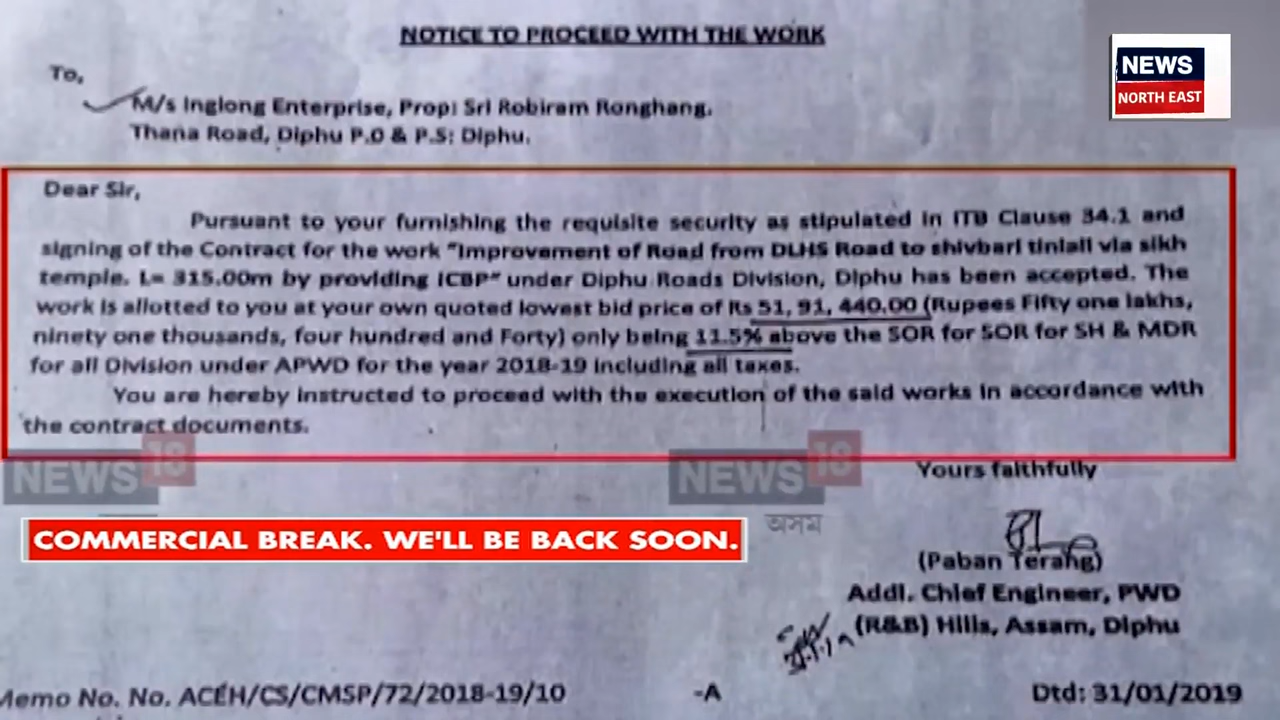 NOTICE TO PROCEED WITH THE WORK
NEWS
NORTH EAST
To,
M/s Inglong Enterprise, Prop: Sri Robiram Ronghang.
Thana Road, Diphu P.O & P.S: Diphu.
Dear Sir,
Pursuant to your furnishing the requisite security as stipulated in ITB Clause 34.1 and
signing of the Contract for the work "Improvement of Road from DLHS Road to shivbari tiniali via sikh
temple. L= 315.00m by providing ICBP" under Diphu Roads Division, Diphu has been accepted. The
work is allotted to you at your own quoted lowest bid price of Rs 51, 91, 440.00 (Rupees Fifty one lakhs,
ninety one thousands, four hundred and Forty) only being 11.5% above the SOR for SOR for SH & MDR
for all Division under APWD for the year 2018-19 including all taxes.
You are hereby instructed to proceed with the execution of the said works in accordance with
the contract documents.
NEWS 18
NEWS 18
অসম
Yours faithfully
COMMERCIAL BREAK. WE'LL BE BACK SOON.
(Paban Terang)
Addl. Chief Engineer, PWD
(R&B) Hills, Assam, Diphu
Memo No. No. ACEH/CS/CMSP/72/2018-19/10 -A Dtd: 31/01/2019